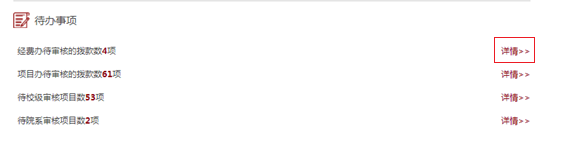 待办事项
经费办待审核的拨款数4项 详情>>
项目办待审核的拨款数61项 详情>>
待校级审核项目数53项 详情>>
待院系审核项目数2项 详情>>